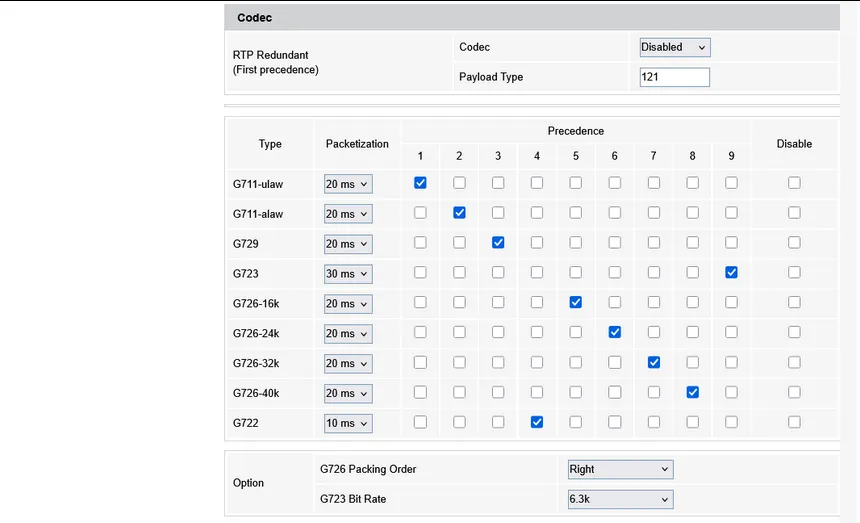 Codec
RTP Redundant
(First precedence)
Codec
Disabled
Payload Type
121
Type
Packetization
Precedence
Disable
1 2 3 4 5 6 7 8 9
G711-ulaw 20 ms
G711-alaw 20 ms
G729 20 ms
G723 30 ms
G726-16k 20 ms
G726-24k 20 ms
G726-32k 20 ms
G726-40k 20 ms
G722 10 ms
Option
G726 Packing Order
Right
G723 Bit Rate
6.3k